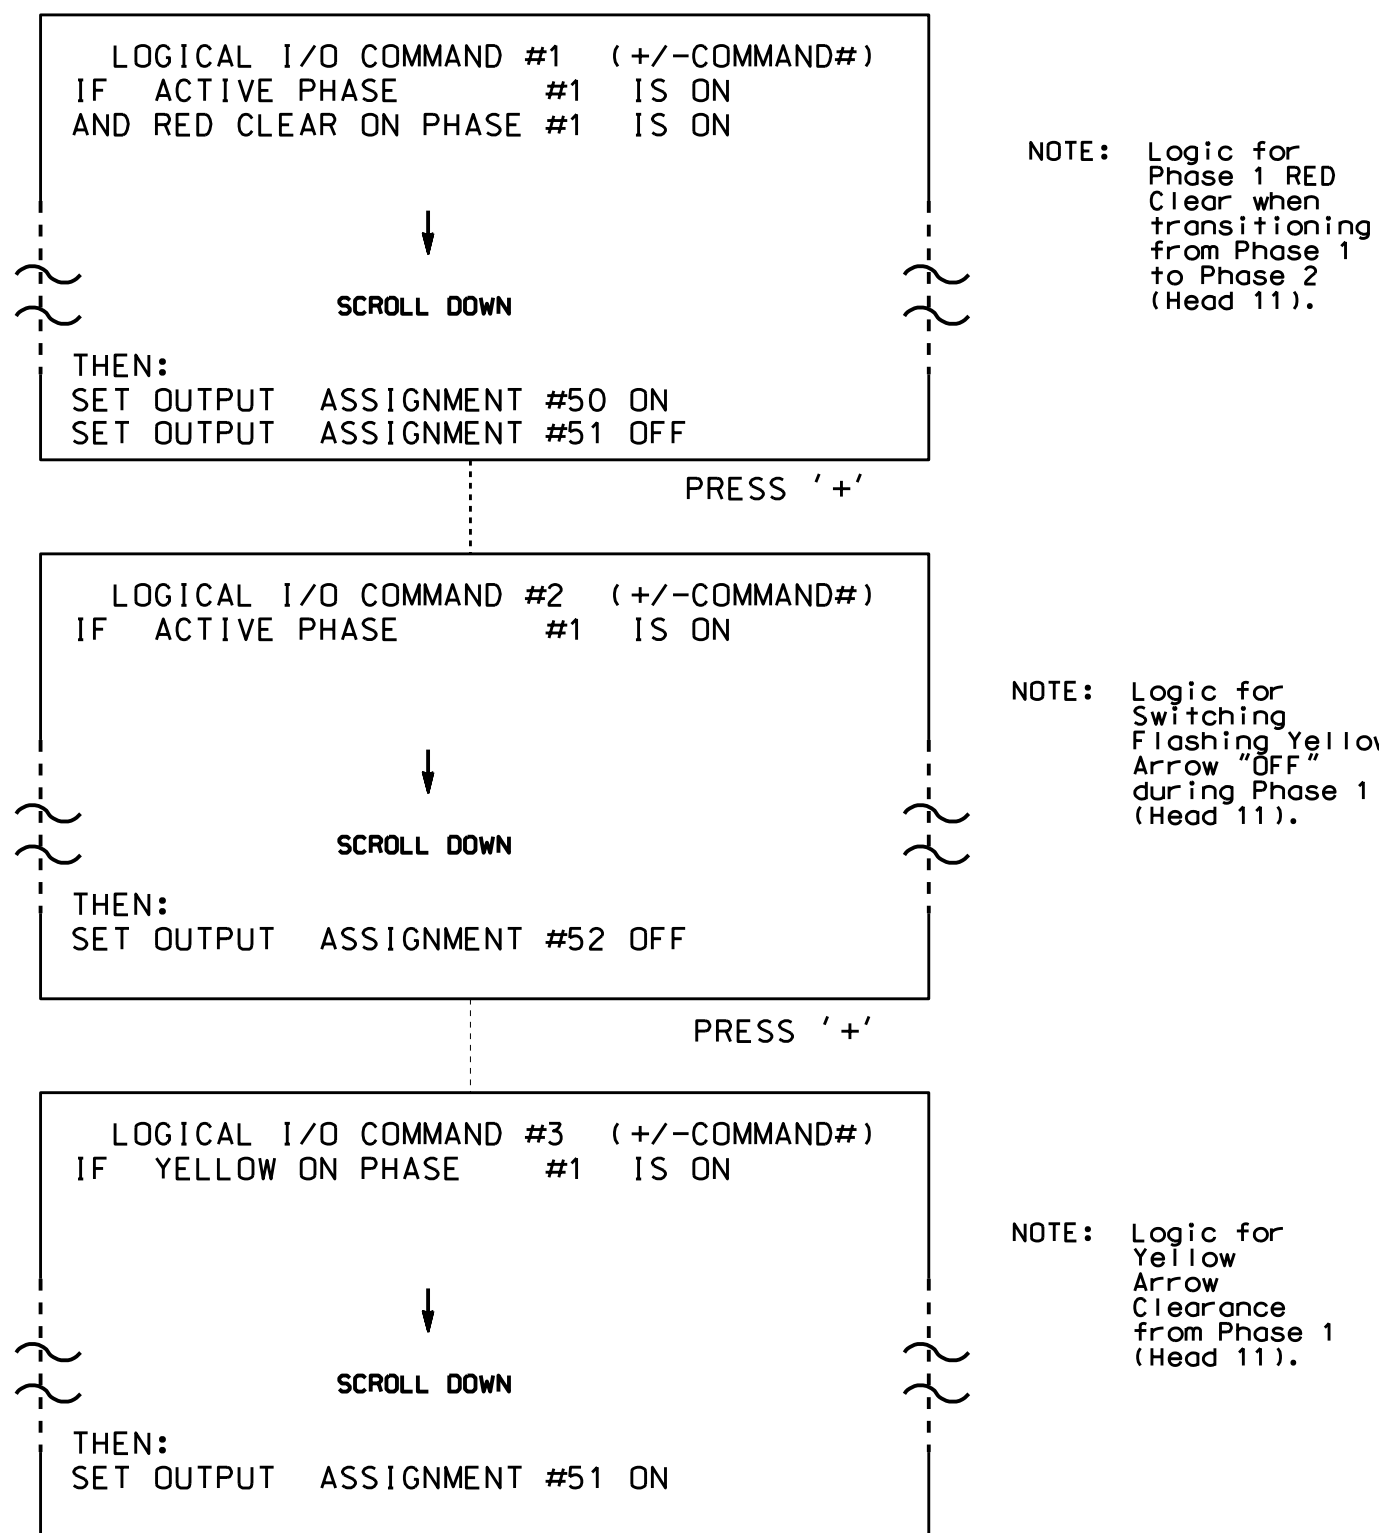 LOGICAL I/O COMMAND #1 (+/-COMMAND#)
IF ACTIVE PHASE #1 IS ON
AND RED CLEAR ON PHASE #1 IS ON
NOTE: Logic for
Phase 1 RED
Clear when
transitioning
from Phase 1
to Phase 2
(Head 11).
SCROLL DOWN
THEN:
SET OUTPUT ASSIGNMENT #50 ON
SET OUTPUT ASSIGNMENT #51 OFF
PRESS '+'
LOGICAL I/O COMMAND #2 (+/-COMMAND#)
IF ACTIVE PHASE #1 IS ON
NOTE: Logic for
Switching
Flashing Yellow
Arrow "OFF"
during Phase 1
(Head 11).
SCROLL DOWN
THEN:
SET OUTPUT ASSIGNMENT #52 OFF
PRESS '+'
LOGICAL I/O COMMAND #3 (+/-COMMAND#)
IF YELLOW ON PHASE #1 IS ON
NOTE: Logic for
Yellow
Arrow
Clearance
from Phase 1
(Head 11).
SCROLL DOWN
THEN:
SET OUTPUT ASSIGNMENT #51 ON